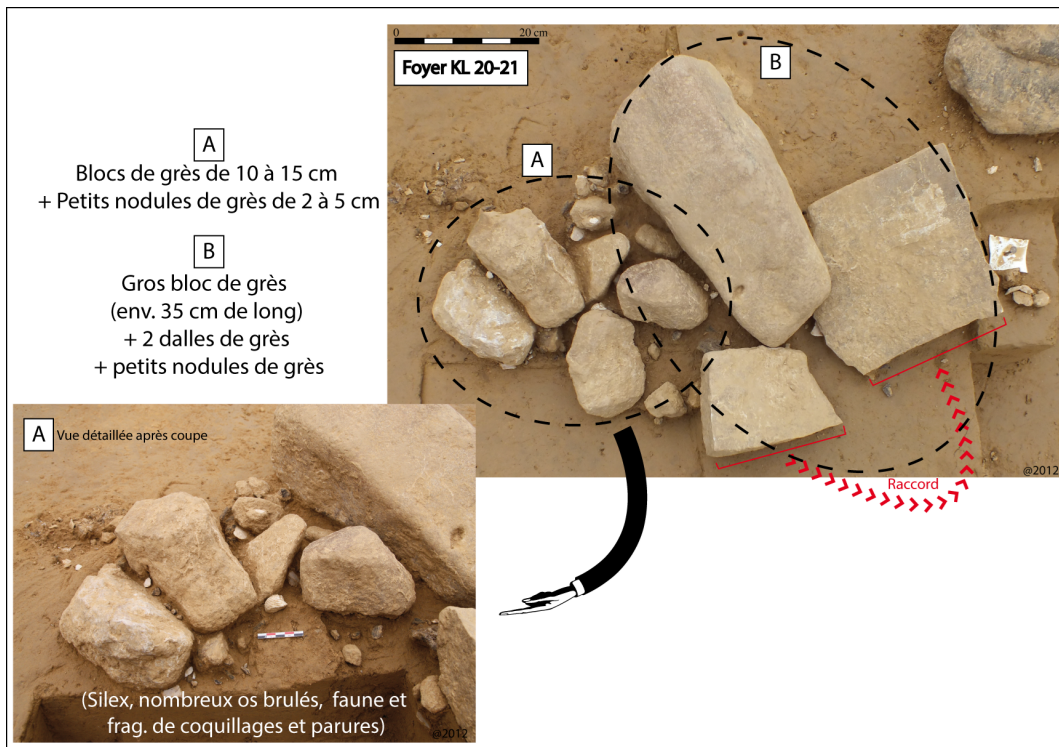 0
20 cm
Foyer KL 20-21
B
A
A
Blocs de grès de 10 à 15 cm
+ Petits nodules de grès de 2 à 5 cm
B
Gros bloc de grès
(env. 35 cm de long)
+ 2 dalles de grès
+ petits nodules de grès
@2012
Raccord
A Vue détaillée après coupe
(Silex, nombreux os brulés, faune et
frag. de coquillages et parures)
@2012